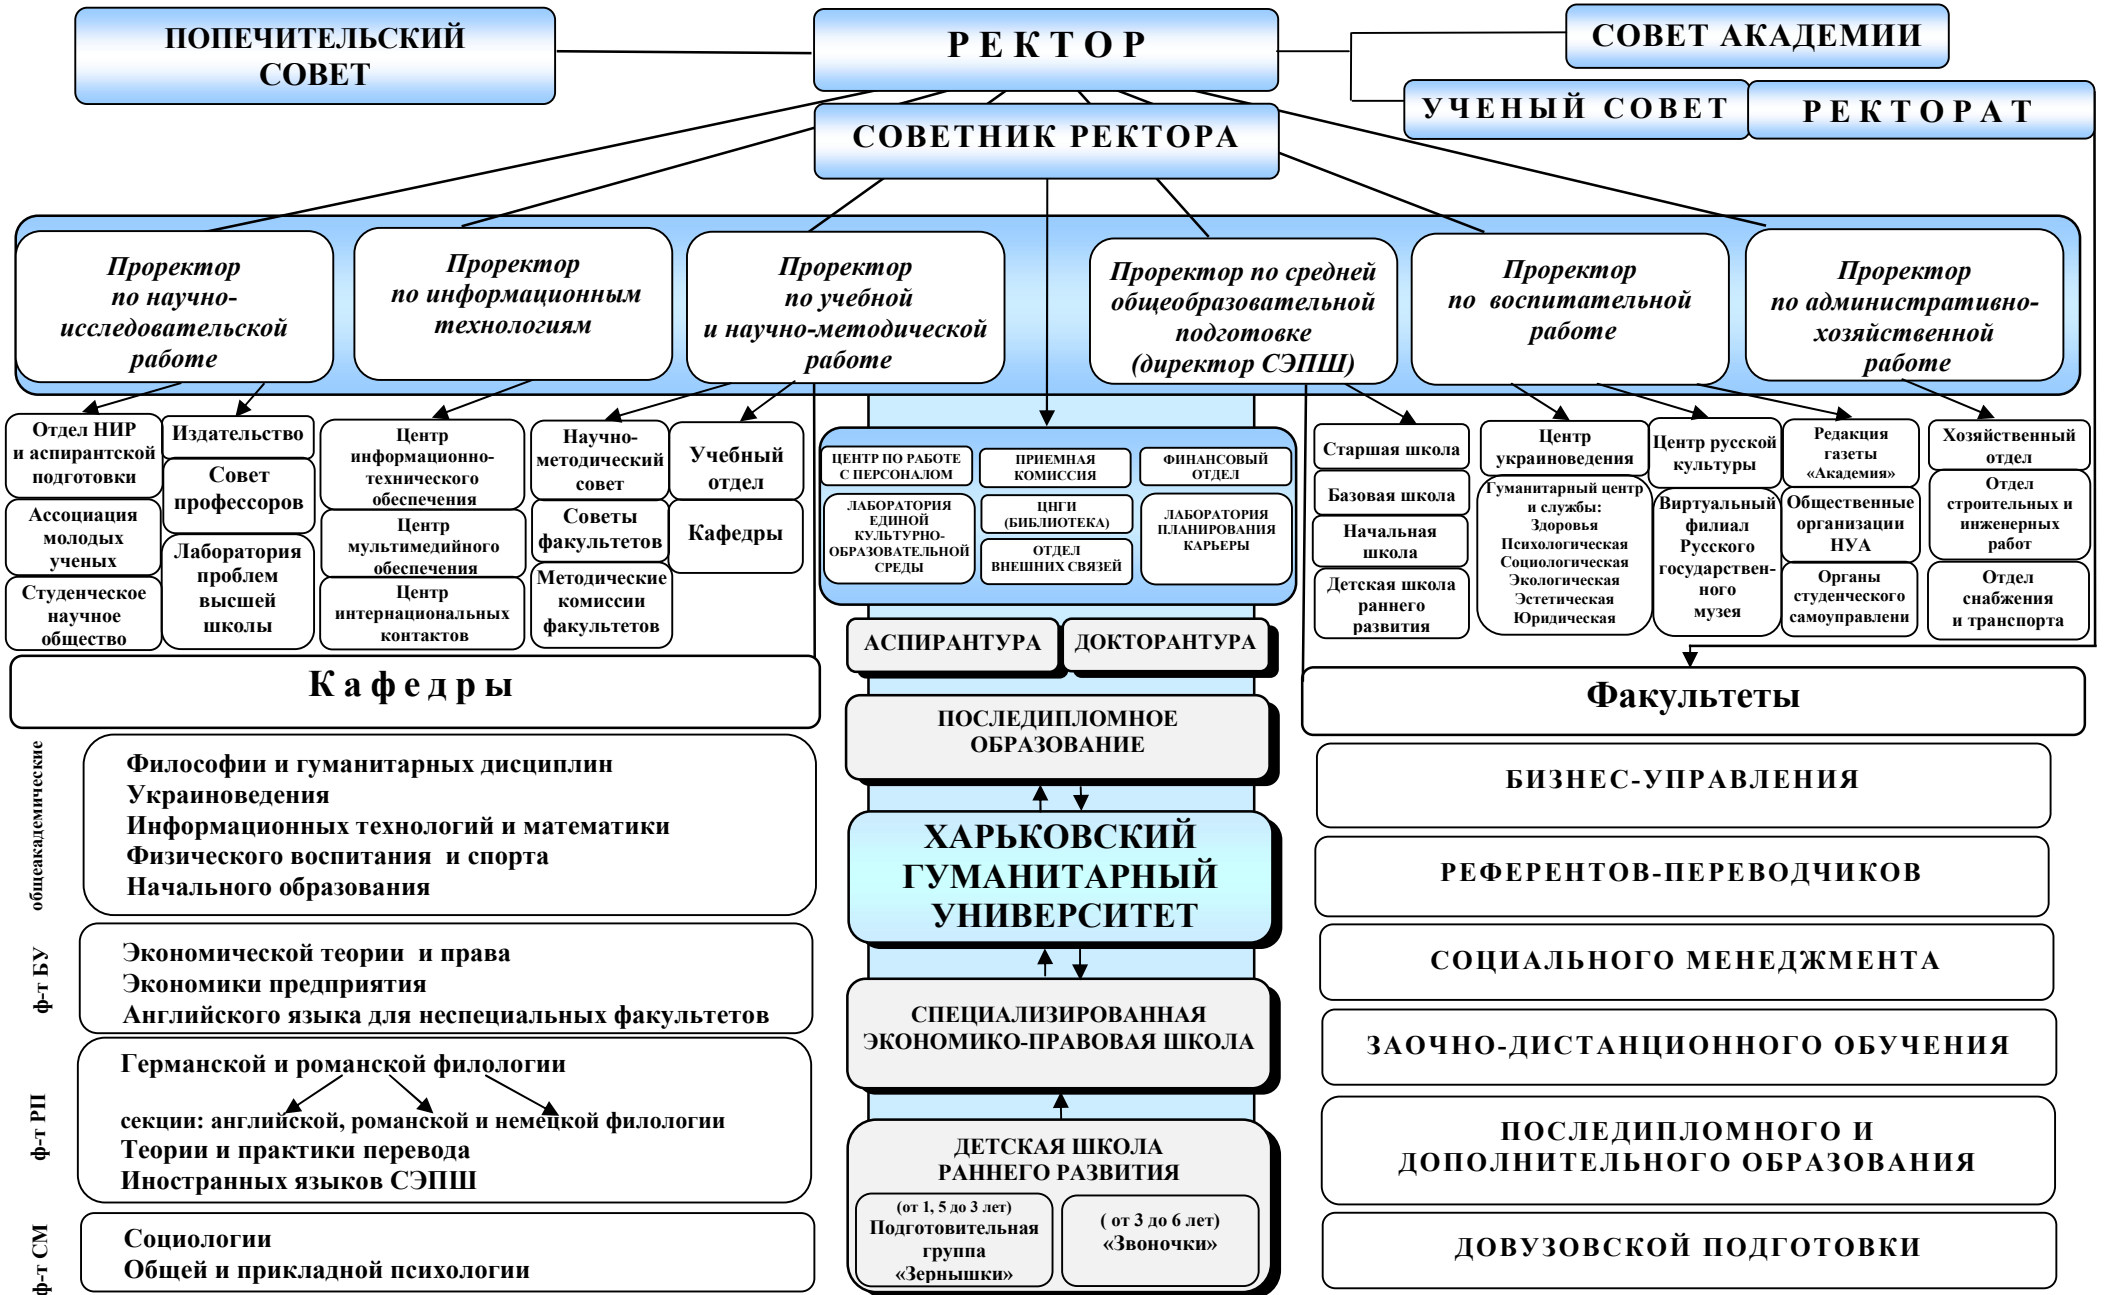 ПОПЕЧИТЕЛЬСКИЙ
СОВЕТ
РЕКТОР
СОВЕТ АКАДЕМИИ
УЧЕНЫЙ СОВЕТ
РЕКТОРАТ
СОВЕТНИК РЕКТОРА
Проректор
по научно-
исследовательской
работе
Проректор
по информационным
технологиям
Проректор
по учебной
и научно-методической
работе
Проректор по средней
общеобразовательной
подготовке
(директор СЭПШ)
Проректор
по воспитательной
работе
Проректор
по административно-
хозяйственной
работе
Отдел НИР
и аспирантской
подготовки
Ассоциация
молодых
ученых
Студенческое
научное
общество
Издательство
Совет
профессоров
Лаборатория
проблем
высшей
школы
Центр
информационно-
технического
обеспечения
Центр
мультимедийного
обеспечения
Центр
интернациональных
контактов
Научно-
методический
совет
Советы
факультетов
Методические
комиссии
факультетов
Учебный
отдел
Кафедры
ЦЕНТР ПО РАБОТЕ
С ПЕРСОНАЛОМ
ПРИЕМНАЯ
КОМИССИЯ
ФИНАНСОВЫЙ
ОТДЕЛ
ЛАБОРАТОРИЯ
ЕДИНОЙ
КУЛЬТУРНО-
ОБРАЗОВАТЕЛЬНОЙ
СРЕДЫ
ЦНГИ
(БИБЛИОТЕКА)
ОТДЕЛ
ВНЕШНИХ СВЯЗЕЙ
ЛАБОРАТОРИЯ
ПЛАНИРОВАНИЯ
КАРЬЕРЫ
Старшая школа
Базовая школа
Начальная
школа
Детская школа
раннего
развития
Центр
украиноведения
Гуманитарный центр
и службы:
Здоровья
Психологическая
Социологическая
Экологическая
Эстетическая
Юридическая
Центр русской
культуры
Виртуальный
филиал
Русского
государствен-
ного
музея
Редакция
газеты
«Академия»
Общественные
организации
НУА
Органы
студенческого
самоуправлени
Хозяйственный
отдел
Отдел
строительных и
инженерных
работ
Отдел
снабжения
и транспорта
АСПИРАНТУРА
ДОКТОРАНТУРА
Кафедры
Факультеты
ПОСЛЕДИПЛОМНОЕ
ОБРАЗОВАНИЕ
общеакадемические
Философии и гуманитарных дисциплин
Украиноведения
Информационных технологий и математики
Физического воспитания и спорта
Начального образования
ф-т БУ
Экономической теории и права
Экономики предприятия
Английского языка для неспециальных факультетов
ф-т РП
Германской и романской филологии
секции: английской, романской и немецкой филологии
Теории и практики перевода
Иностранных языков СЭПШ
ф-т СМ
Социологии
Общей и прикладной психологии
ХАРЬКОВСКИЙ
ГУМАНИТАРНЫЙ
УНИВЕРСИТЕТ
СПЕЦИАЛИЗИРОВАННАЯ
ЭКОНОМИКО-ПРАВОВАЯ ШКОЛА
ДЕТСКАЯ ШКОЛА
РАННЕГО РАЗВИТИЯ
(от 1, 5 до 3 лет)
Подготовительная
группа
«Зернышки»
( от 3 до 6 лет)
«Звоночки»
БИЗНЕС-УПРАВЛЕНИЯ
РЕФЕРЕНТОВ-ПЕРЕВОДЧИКОВ
СОЦИАЛЬНОГО МЕНЕДЖМЕНТА
ЗАОЧНО-ДИСТАНЦИОННОГО ОБУЧЕНИЯ
ПОСЛЕДИПЛОМНОГО И
ДОПОЛНИТЕЛЬНОГО ОБРАЗОВАНИЯ
ДОВУЗОВСКОЙ ПОДГОТОВКИ